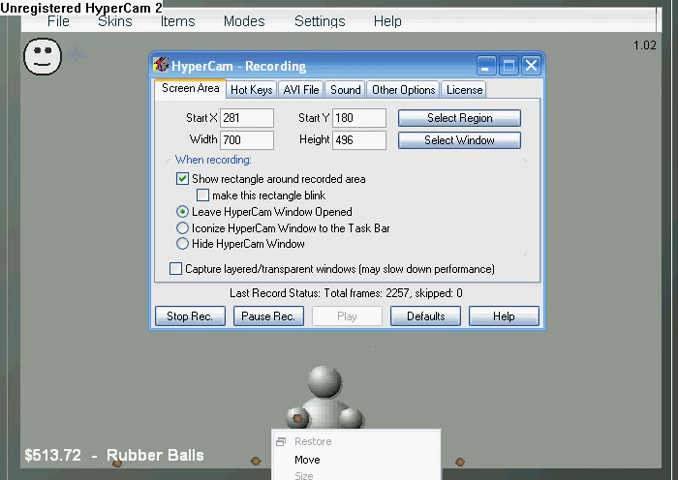 Unregistered HyperCam 2
File Skins Items Modes Settings Help
1.02
HyperCam - Recording
Screen Area Hot Keys AVI File Sound Other Options License
Start X 281 Start Y 180 Select Region
Width 700 Height 496 Select Window
When recording:
Show rectangle around recorded area
make this rectangle blink
Leave HyperCam Window Opened
Iconize HyperCam Window to the Task Bar
Hide HyperCam Window
Capture layered/transparent windows (may slow down performance)
Last Record Status: Total frames: 2257, skipped: 0
Stop Rec. Pause Rec. Play Defaults Help
Restore
$513.72 - Rubber Balls
Move
Size